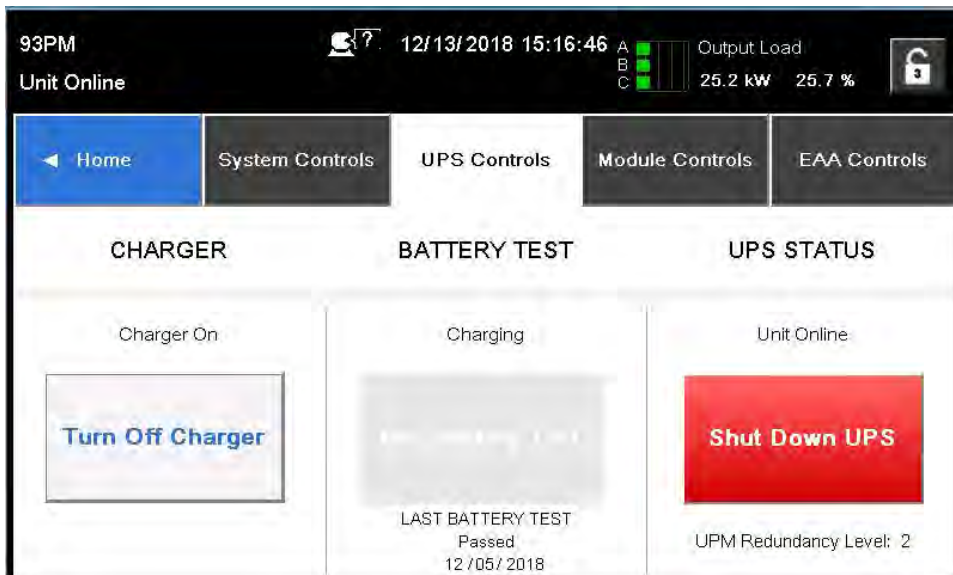 93PM
? 12/13/2018 15:16:46 A Output Load
B
Unit Online C 25.2 kW 25.7 % 3
◄ Home System Controls UPS Controls Module Controls EAA Controls
CHARGER BATTERY TEST UPS STATUS
Charger On Charging Unit Online
Turn Off Charger Shut Down UPS
LAST BATTERY TEST
Passed UPM Redundancy Level: 2
12/05/2018